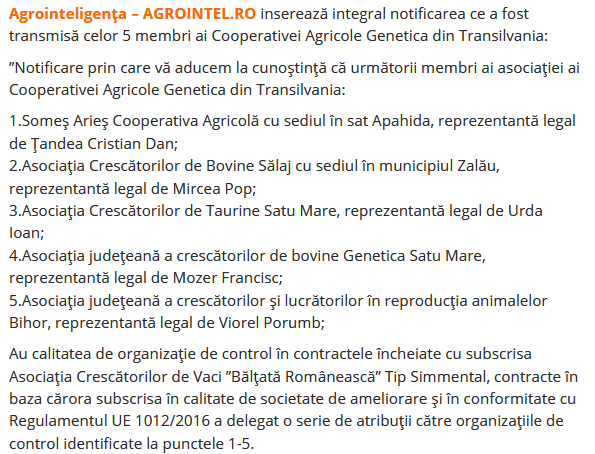 Agrointeligența – AGROINTEL.RO inserează integral notificarea ce a fost
transmisă celor 5 membri ai Cooperativei Agricole Genetica din Transilvania:
”Notificare prin care vă aducem la cunoştinţă că următorii membri ai asociaţiei ai
Cooperativei Agricole Genetica din Transilvania:
1.Someş Arieş Cooperativa Agricolă cu sediul în sat Apahida, reprezentantă legal
de Ţandea Cristian Dan;
2.Asociaţia Crescătorilor de Bovine Sălaj cu sediul în municipiul Zalău,
reprezentantă legal de Mircea Pop;
3.Asociaţia Crescătorilor de Taurine Satu Mare, reprezentantă legal de Urda
Ioan;
4.Asociaţia judeţeană a crescătorilor de bovine Genetica Satu Mare,
reprezentantă legal de Mozer Francisc;
5.Asociaţia judeţeană a crescătorilor şi lucrătorilor în reproducţia animalelor
Bihor, reprezentantă legal de Viorel Porumb;
Au calitatea de organizaţie de control în contractele încheiate cu subscrisa
Asociaţia Crescătorilor de Vaci ”Bălţată Românească” Tip Simmental, contracte în
baza cărora subscrisa în calitate de societate de ameliorare şi în conformitate cu
Regulamentul UE 1012/2016 a delegat o serie de atribuţii către organizaţiile de
control identificate la punctele 1-5.